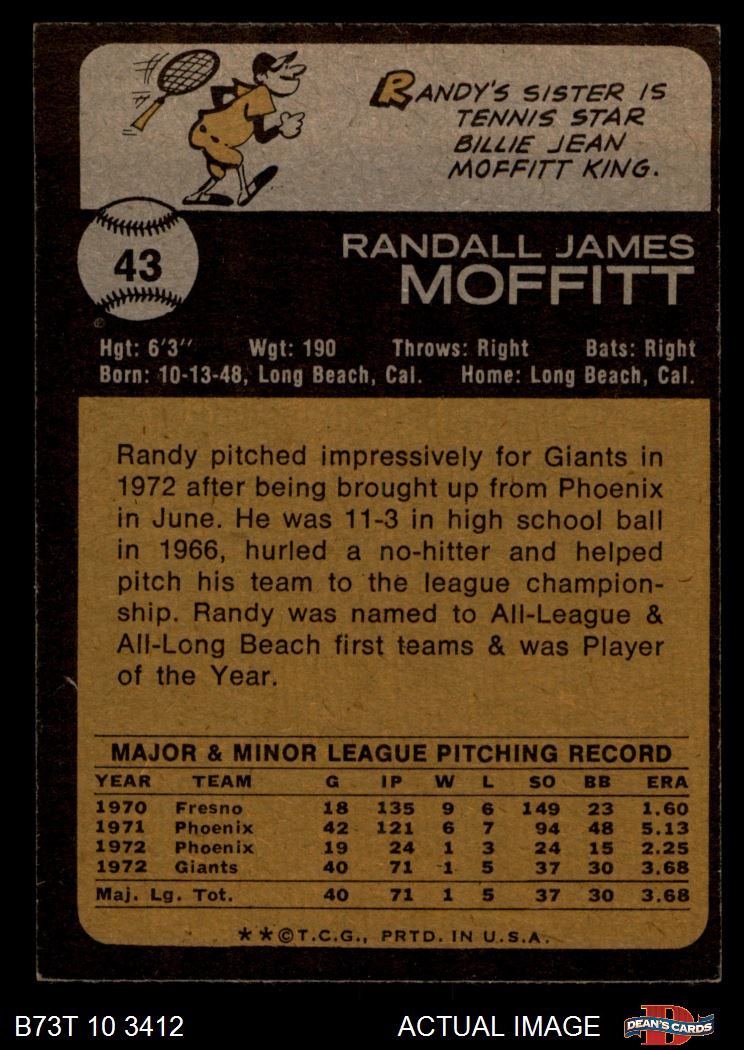 RANDY'S SISTER IS
TENNIS STAR
BILLIE JEAN
MOFFITT KING.
43
RANDALL JAMES
MOFFITT
Hgt: 6'3" Wgt: 190 Throws: Right Bats: Right
Born: 10-13-48, Long Beach, Cal. Home: Long Beach, Cal.
Randy pitched impressively for Giants in
1972 after being brought up from Phoenix
in June. He was 11-3 in high school ball
in 1966, hurled a no-hitter and helped
pitch his team to the league champion-
ship. Randy was named to All-League &
All-Long Beach first teams & was Player
of the Year.
MAJOR & MINOR LEAGUE PITCHING RECORD
YEAR TEAM G IP W L SO BB ERA
1970 Fresno 18 135 9 6 149 23 1.60
1971 Phoenix 42 121 6 7 94 48 5.13
1972 Phoenix 19 24 1 3 24 15 2.25
1972 Giants 40 71 1 5 37 30 3.68
Maj. Lg. Tot. 40 71 1 5 37 30 3.68
**©T.C.G., PRTD. IN U.S.A.
B73T 10 3412 ACTUAL IMAGE
D
DEAN'S CARDS